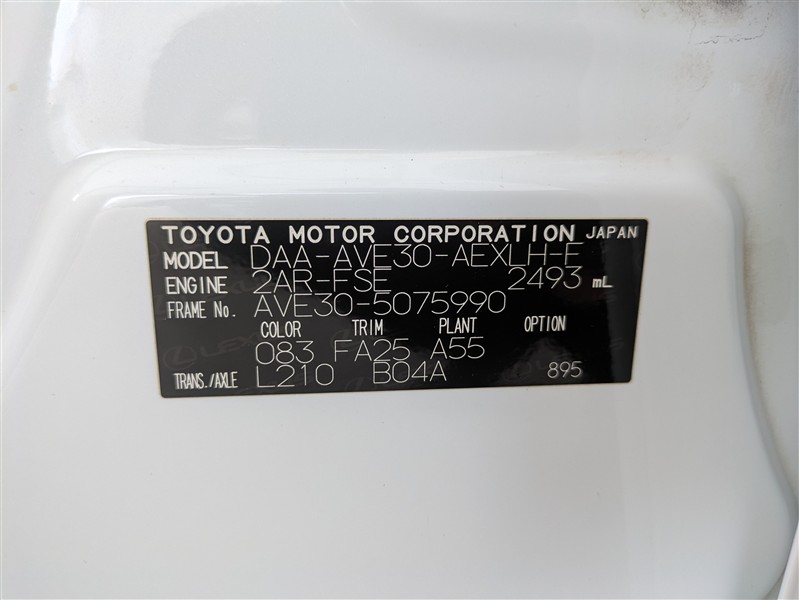 TOYOTA MOTOR CORPORATION JAPAN
MODEL DAA-AVE30-AEXLH-F
ENGINE 2AR-FSE 2493 mL
FRAME No. AVE30-5075990
COLOR TRIM PLANT OPTION
083 FA25 A55
TRANS./AXLE L210 B04A 895
LEXUS